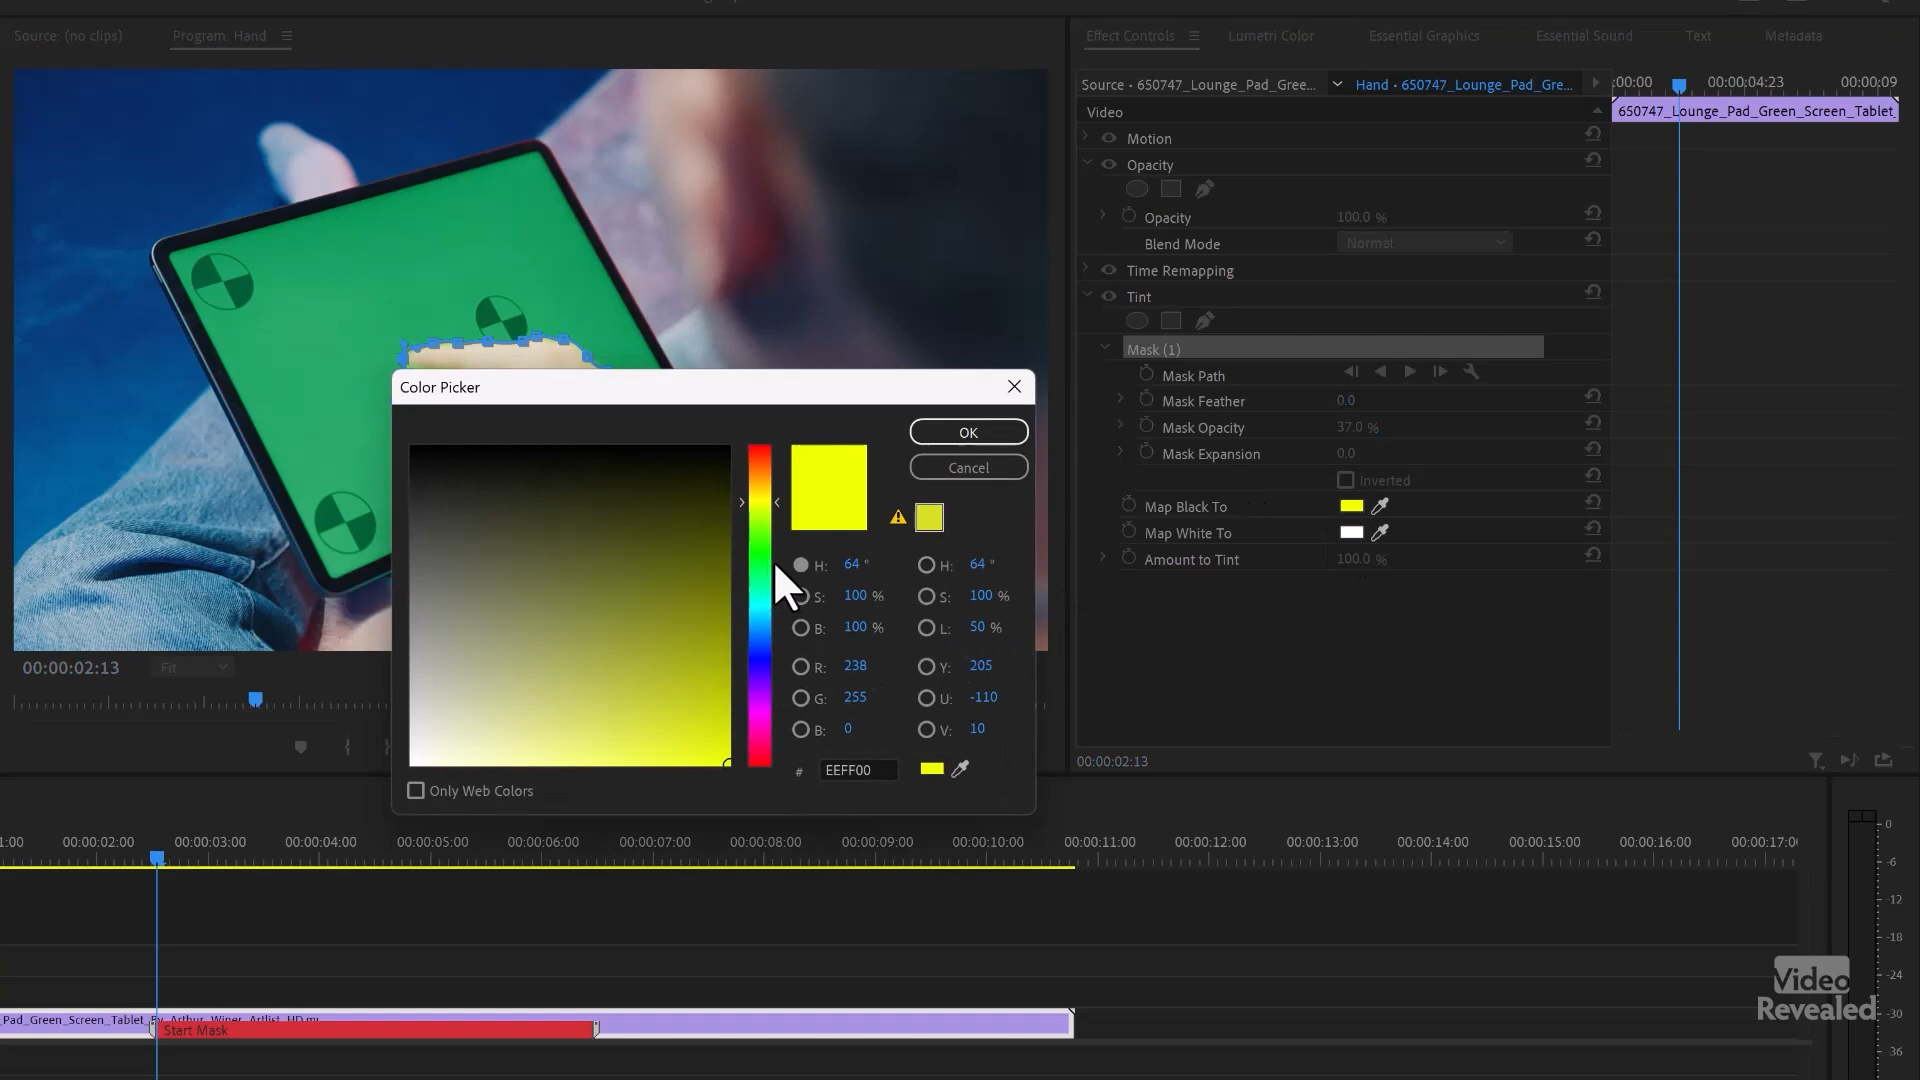 Source: (no clips)
Program: Hand
Effect Controls
Lumetri Color
Essential Graphics
Essential Sound
Text
Metadata
Source • 650747_Lounge_Pad_Gree...
Hand • 650747_Lounge_Pad_Gre...
:00:00
00:00:04:23
00:00:09
650747_Lounge_Pad_Green_Screen_Tablet_
Video
Motion
Opacity
Opacity
100.0 %
Blend Mode
Normal
Time Remapping
Tint
Mask (1)
Mask Path
Mask Feather
0.0
Mask Opacity
37.0 %
Mask Expansion
0.0
Inverted
Map Black To
Map White To
Amount to Tint
100.0 %
00:00:02:13
Color Picker
OK
Cancel
H: 64 °
H: 64 °
S: 100 %
S: 100 %
B: 100 %
L: 50 %
R: 238
Y: 205
G: 255
U: -110
B: 0
V: 10
# EEFF00
Only Web Colors
00:00:02:13
Fit
1:00
00:00:02:00
00:00:03:00
00:00:04:00
00:00:05:00
00:00:06:00
00:00:07:00
00:00:08:00
00:00:09:00
00:00:10:00
00:00:11:00
00:00:12:00
00:00:13:00
00:00:14:00
00:00:15:00
00:00:16:00
00:00:17:0
0
-6
-12
-18
-24
-30
36
Start Mask
Video
Revealed